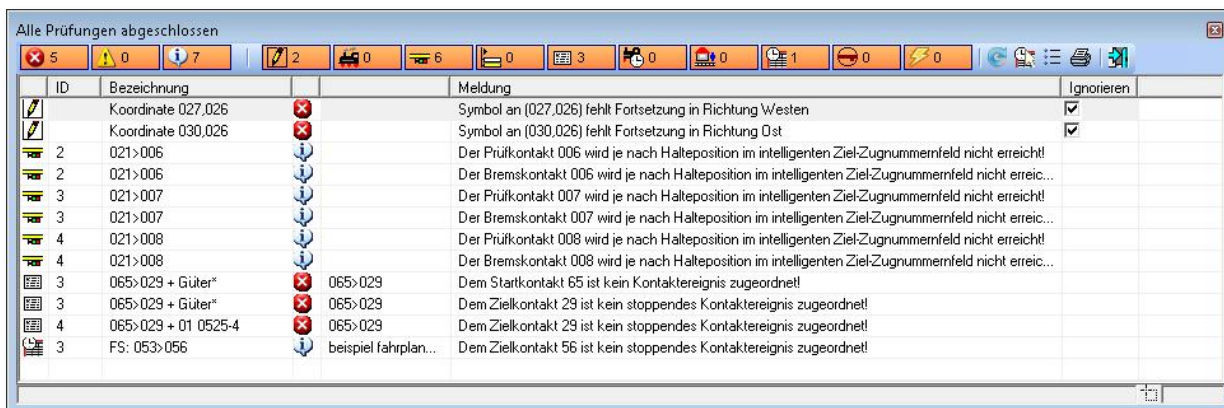 Alle Prüfungen abgeschlossen
5 0 7 2 0 6 0 3 0 0 1 0 0
ID Bezeichnung Meldung Ignorieren
Koordinate 027,026 Symbol an (027,026) fehlt Fortsetzung in Richtung Westen
Koordinate 030,026 Symbol an (030,026) fehlt Fortsetzung in Richtung Ost
2 021>006 Der Prüfkontakt 006 wird je nach Halteposition im intelligenten Ziel-Zugnummernfeld nicht erreicht!
2 021>006 Der Bremskontakt 006 wird je nach Halteposition im intelligenten Ziel-Zugnummernfeld nicht erreic...
3 021>007 Der Prüfkontakt 007 wird je nach Halteposition im intelligenten Ziel-Zugnummernfeld nicht erreicht!
3 021>007 Der Bremskontakt 007 wird je nach Halteposition im intelligenten Ziel-Zugnummernfeld nicht erreic...
4 021>008 Der Prüfkontakt 008 wird je nach Halteposition im intelligenten Ziel-Zugnummernfeld nicht erreicht!
4 021>008 Der Bremskontakt 008 wird je nach Halteposition im intelligenten Ziel-Zugnummernfeld nicht erreic...
3 065>029 + Güter* 065>029 Dem Startkontakt 65 ist kein Kontaktereignis zugeordnet!
3 065>029 + Güter* 065>029 Dem Zielkontakt 29 ist kein stoppendes Kontaktereignis zugeordnet!
4 065>029 + 01 0525-4 065>029 Dem Zielkontakt 29 ist kein stoppendes Kontaktereignis zugeordnet!
3 FS: 053>056 beispiel fahrplan... Dem Zielkontakt 56 ist kein stoppendes Kontaktereignis zugeordnet!